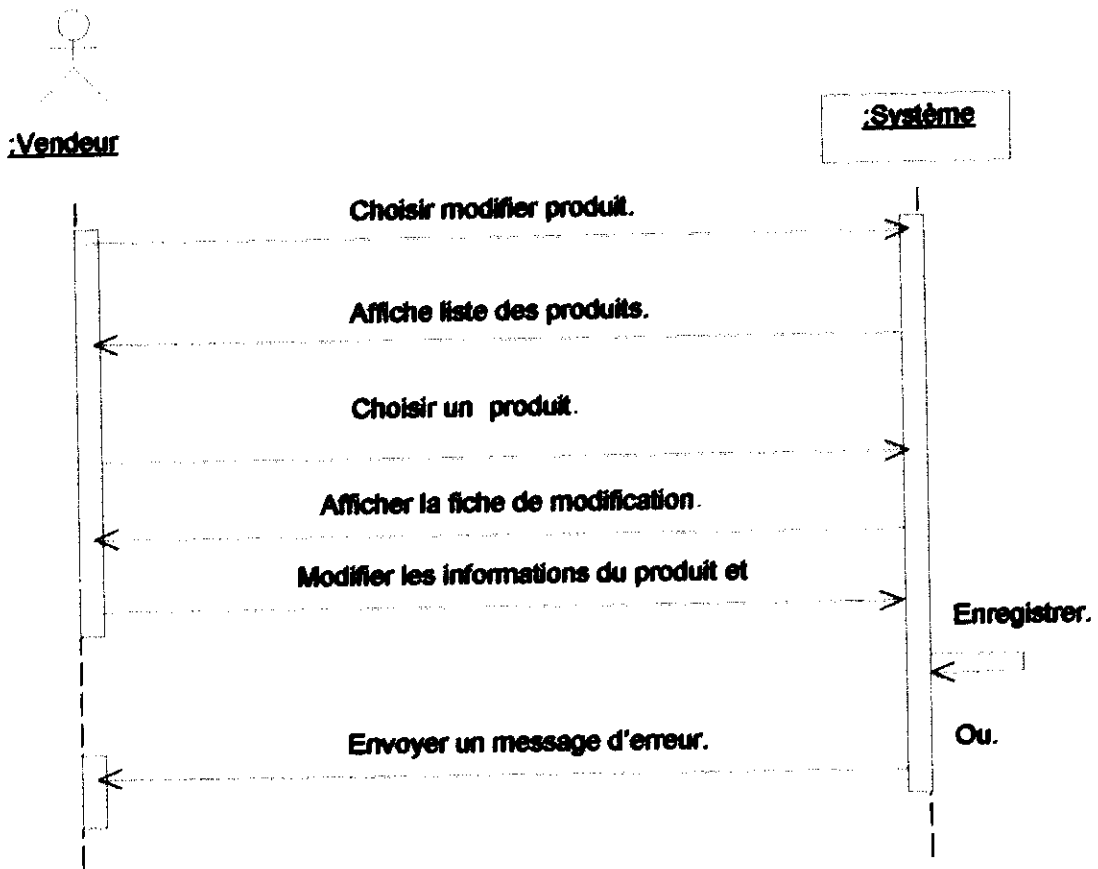 :Vendeur
:Système
Choisir modifier produit.
Affiche liste des produits.
Choisir un produit.
Afficher la fiche de modification.
Modifier les informations du produit et
Enregistrer.
Ou.
Envoyer un message d'erreur.